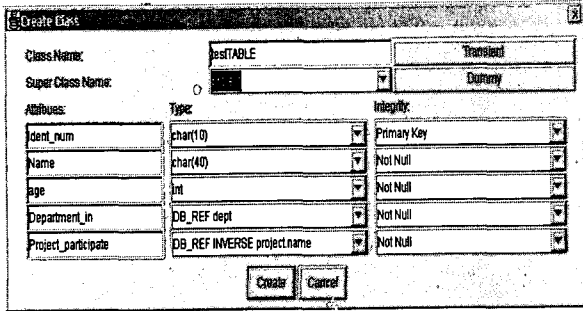 Create Class
Class Name: testTABLE Transient
Super Class Name: Dummy
Attibues: Type: Integrity:
Ident_num char(10) Primary Key
Name char(40) Not Null
age int Not Null
Department_in DB_REF dept Not Null
Project_participate DB_REF INVERSE project.name Not Null
Create Cancel